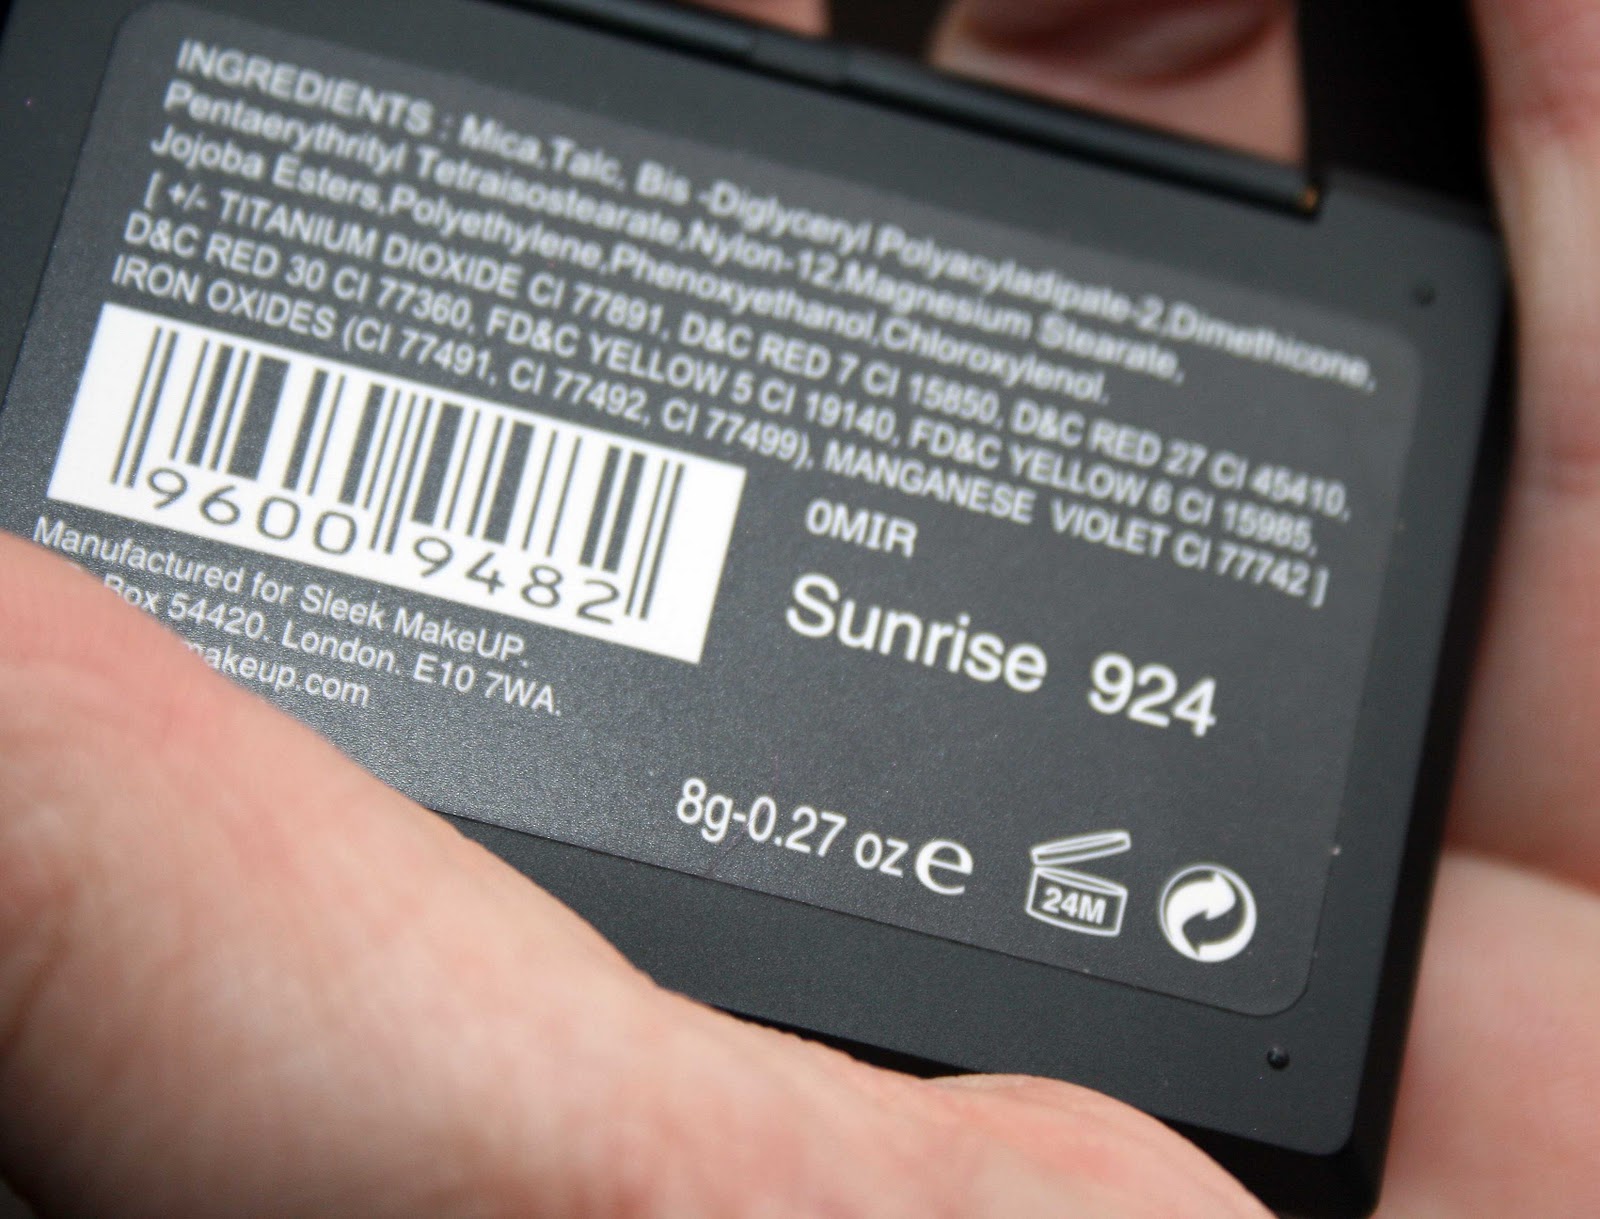 INGREDIENTS : Mica,Talc, Bis -Diglyceryl Polyacyladipate-2,Dimethicone,
Pentaerythrityl Tetraisostearate,Nylon-12,Magnesium Stearate,
Jojoba Esters,Polyethylene,Phenoxyethanol,Chloroxylenol.
[ +/- TITANIUM DIOXIDE CI 77891, D&C RED 7 CI 15850, D&C RED 27 CI 45410,
D&C RED 30 CI 77360, FD&C YELLOW 5 CI 19140, FD&C YELLOW 6 CI 15985,
IRON OXIDES (CI 77491, CI 77492, CI 77499), MANGANESE VIOLET CI 77742 ]
9600 9482
0MIR
Sunrise 924
Manufactured for Sleek MakeUP.
Box 54420. London. E10 7WA.
akeup.com
8g-0.27 oz e
24M